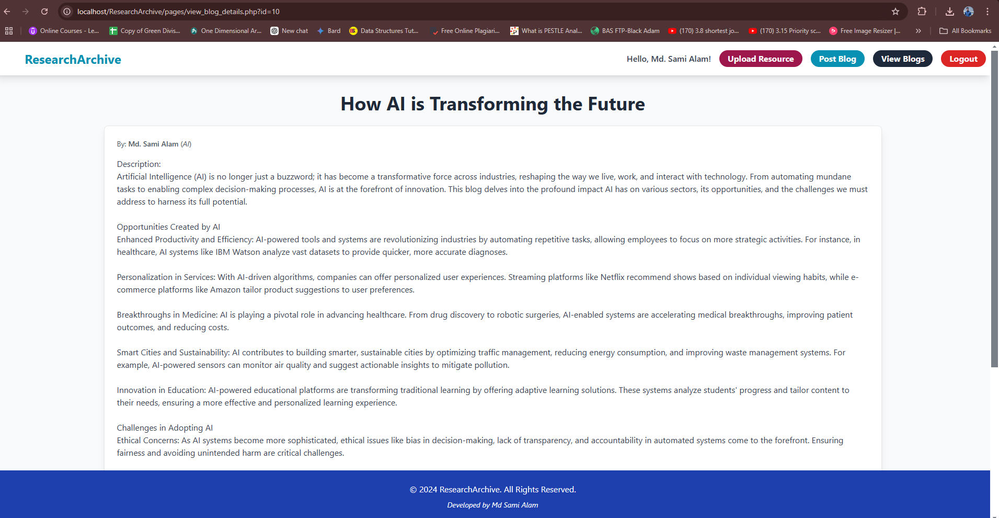 localhost/ResearchArchive/pages/view_blog_details.php?id=10
Online Courses - Le...
Copy of Green Divis...
One Dimensional Ar...
New chat
Bard
Data Structures Tut...
Free Online Plagiari...
What is PESTLE Anal...
BAS FTP-Black Adam
(170) 3.8 shortest jo...
(170) 3.15 Priority sc...
Free Image Resizer |...
All Bookmarks
ResearchArchive
Hello, Md. Sami Alam!
Upload Resource
Post Blog
View Blogs
Logout
How AI is Transforming the Future
By: Md. Sami Alam (AI)
Description:
Artificial Intelligence (AI) is no longer just a buzzword; it has become a transformative force across industries, reshaping the way we live, work, and interact with technology. From automating mundane
tasks to enabling complex decision-making processes, AI is at the forefront of innovation. This blog delves into the profound impact AI has on various sectors, its opportunities, and the challenges we must
address to harness its full potential.
Opportunities Created by AI
Enhanced Productivity and Efficiency: AI-powered tools and systems are revolutionizing industries by automating repetitive tasks, allowing employees to focus on more strategic activities. For instance, in
healthcare, AI systems like IBM Watson analyze vast datasets to provide quicker, more accurate diagnoses.
Personalization in Services: With AI-driven algorithms, companies can offer personalized user experiences. Streaming platforms like Netflix recommend shows based on individual viewing habits, while e-
commerce platforms like Amazon tailor product suggestions to user preferences.
Breakthroughs in Medicine: AI is playing a pivotal role in advancing healthcare. From drug discovery to robotic surgeries, AI-enabled systems are accelerating medical breakthroughs, improving patient
outcomes, and reducing costs.
Smart Cities and Sustainability: AI contributes to building smarter, sustainable cities by optimizing traffic management, reducing energy consumption, and improving waste management systems. For
example, AI-powered sensors can monitor air quality and suggest actionable insights to mitigate pollution.
Innovation in Education: AI-powered educational platforms are transforming traditional learning by offering adaptive learning solutions. These systems analyze students' progress and tailor content to
their needs, ensuring a more effective and personalized learning experience.
Challenges in Adopting AI
Ethical Concerns: As AI systems become more sophisticated, ethical issues like bias in decision-making, lack of transparency, and accountability in automated systems come to the forefront. Ensuring
fairness and avoiding unintended harm are critical challenges.
© 2024 ResearchArchive. All Rights Reserved.
Developed by Md Sami Alam